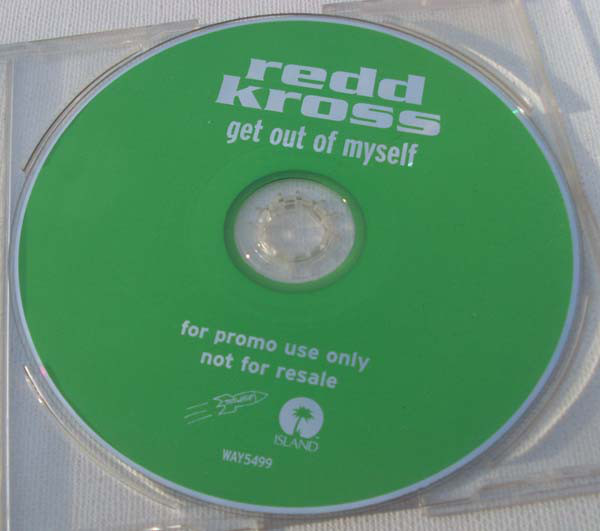 redd
kross
get out of myself
for promo use only
not for resale
ISLAND
WAY5499